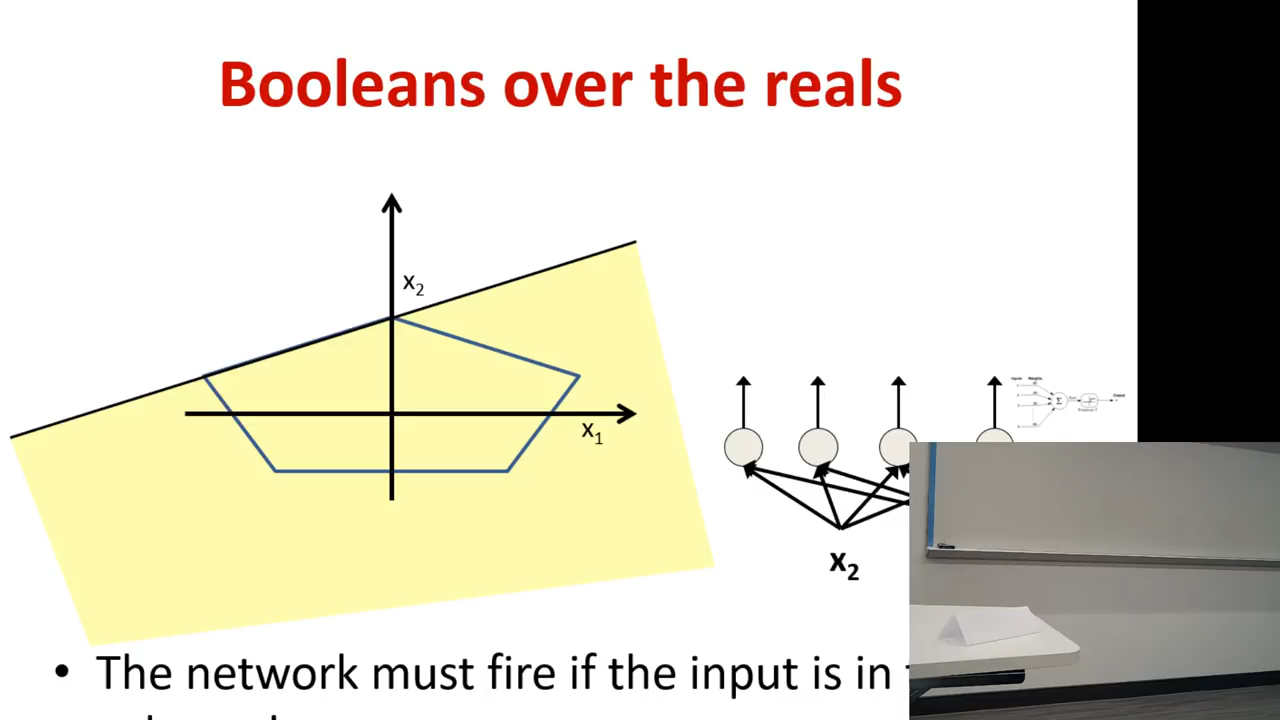 Booleans over the reals
x₂
x₁
x₂
• The network must fire if the input is in